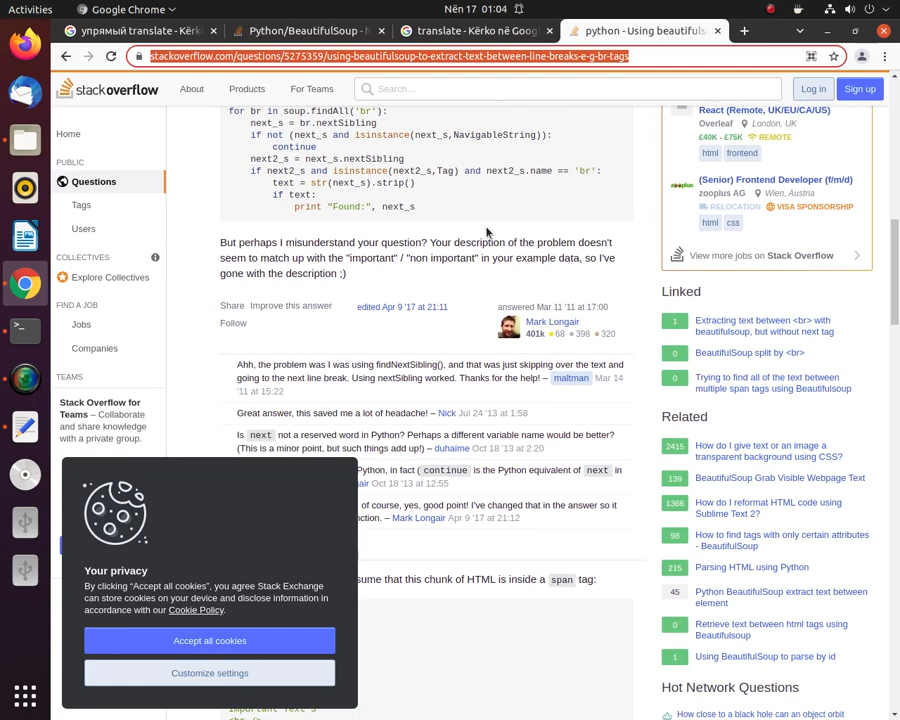 Activities
Google Chrome
Nën 17 01:04
упрямый translate - Kërk
Python/BeautifulSoup - h
translate - Kërko në Goog
python - Using beautifuls
stackoverflow.com/questions/5275359/using-beautifulsoup-to-extract-text-between-line-breaks-e-g-br-tags
stackoverflow
About
Products
For Teams
Search...
Log in
Sign up
Home
PUBLIC
Questions
Tags
Users
COLLECTIVES
Explore Collectives
FIND A JOB
Jobs
Companies
TEAMS
Stack Overflow for
Teams – Collaborate
and share knowledge
with a private group.
for br in soup.findAll('br'):
next_s = br.nextSibling
if not (next_s and isinstance(next_s,NavigableString)):
continue
next2_s = next_s.nextSibling
if next2_s and isinstance(next2_s,Tag) and next2_s.name == 'br':
text = str(next_s).strip()
if text:
print "Found:", next_s
But perhaps I misunderstand your question? Your description of the problem doesn't
seem to match up with the "important" / "non important" in your example data, so I've
gone with the description ;)
Share Improve this answer
Follow
edited Apr 9 '17 at 21:11
answered Mar 11 '11 at 17:00
Mark Longair
401k 68 398 320
Ahh, the problem was I was using findNextSibling(), and that was just skipping over the text and
going to the next line break. Using nextSibling worked. Thanks for the help! – maltman Mar 14
'11 at 15:22
Great answer, this saved me a lot of headache! – Nick Jul 24 '13 at 1:58
Is next not a reserved word in Python? Perhaps a different variable name would be better?
(This is a minor point, but such things add up!) – duhaime Oct 18 '13 at 2:20
Python, in fact (continue is the Python equivalent of next in
air Oct 18 '13 at 12:55
of course, yes, good point! I've changed that in the answer so it
nction. – Mark Longair Apr 9 '17 at 21:12
sume that this chunk of HTML is inside a span tag:
<br />
Your privacy
By clicking "Accept all cookies", you agree Stack Exchange
can store cookies on your device and disclose information in
accordance with our Cookie Policy.
Accept all cookies
Customize settings
React (Remote, UK/EU/CA/US)
Overleaf London, UK
£40K - £75K REMOTE
html frontend
(Senior) Frontend Developer (f/m/d)
zooplus
zooplus AG Wien, Austria
RELOCATION VISA SPONSORSHIP
html css
View more jobs on Stack Overflow
Linked
1 Extracting text between <br> with
beautifulsoup, but without next tag
0 BeautifulSoup split by <br>
0 Trying to find all of the text between
multiple span tags using Beautifulsoup
Related
2415 How do I give text or an image a
transparent background using CSS?
139 BeautifulSoup Grab Visible Webpage Text
1366 How do I reformat HTML code using
Sublime Text 2?
98 How to find tags with only certain attributes
- BeautifulSoup
215 Parsing HTML using Python
45 Python BeautifulSoup extract text between
element
0 Retrieve text between html tags using
Beautifulsoup
1 Using BeautifulSoup to parse by id
Hot Network Questions
How close to a black hole can an object orbit